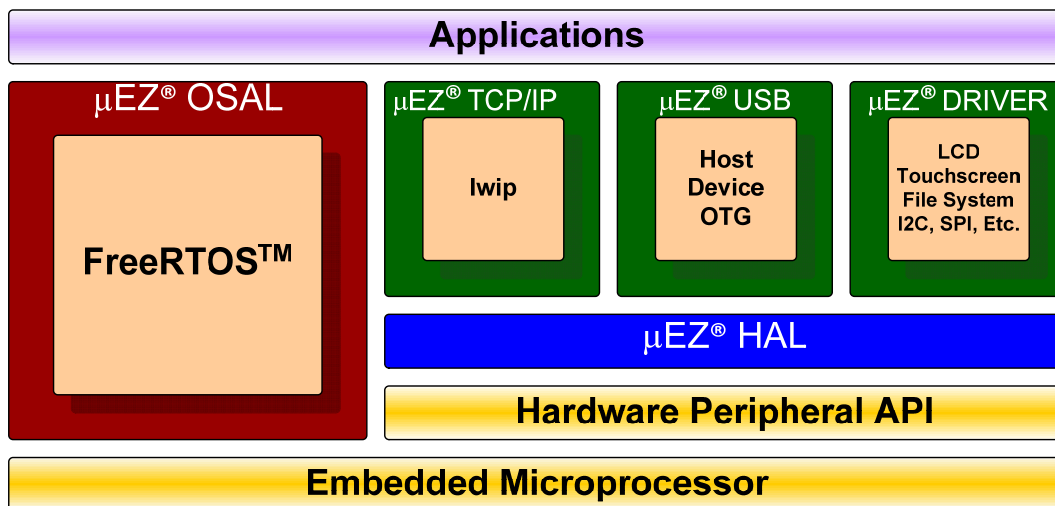 Applications
μEZ® OSAL
FreeRTOS™
μEZ® TCP/IP
lwip
μEZ® USB
Host
Device
OTG
μEZ® DRIVER
LCD
Touchscreen
File System
I2C, SPI, Etc.
μEZ® HAL
Hardware Peripheral API
Embedded Microprocessor